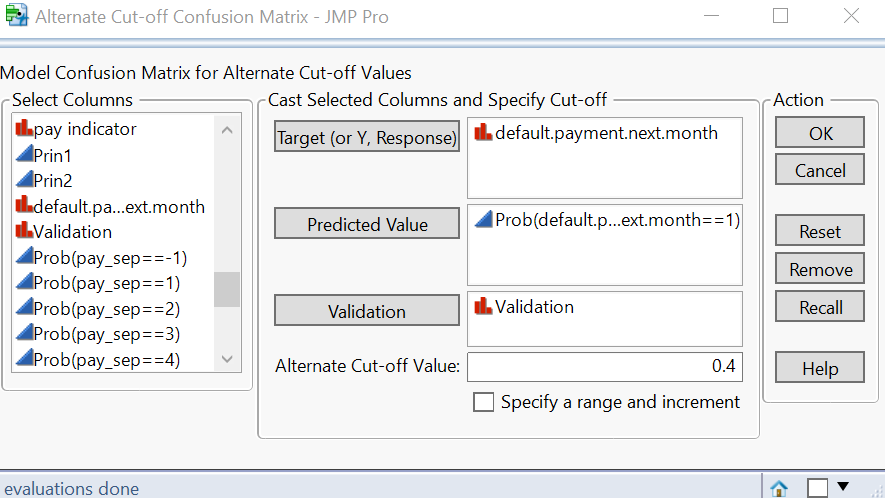 Alternate Cut-off Confusion Matrix - JMP Pro
Model Confusion Matrix for Alternate Cut-off Values
Select Columns
pay indicator
Prin1
Prin2
default.pa...ext.month
Validation
Prob(pay_sep==-1)
Prob(pay_sep==1)
Prob(pay_sep==2)
Prob(pay_sep==3)
Prob(pay_sep==4)
Cast Selected Columns and Specify Cut-off
Target (or Y, Response)
default.payment.next.month
Predicted Value
Prob(default.p...ext.month==1)
Validation
Validation
Alternate Cut-off Value:
0.4
Specify a range and increment
Action
OK
Cancel
Reset
Remove
Recall
Help
evaluations done